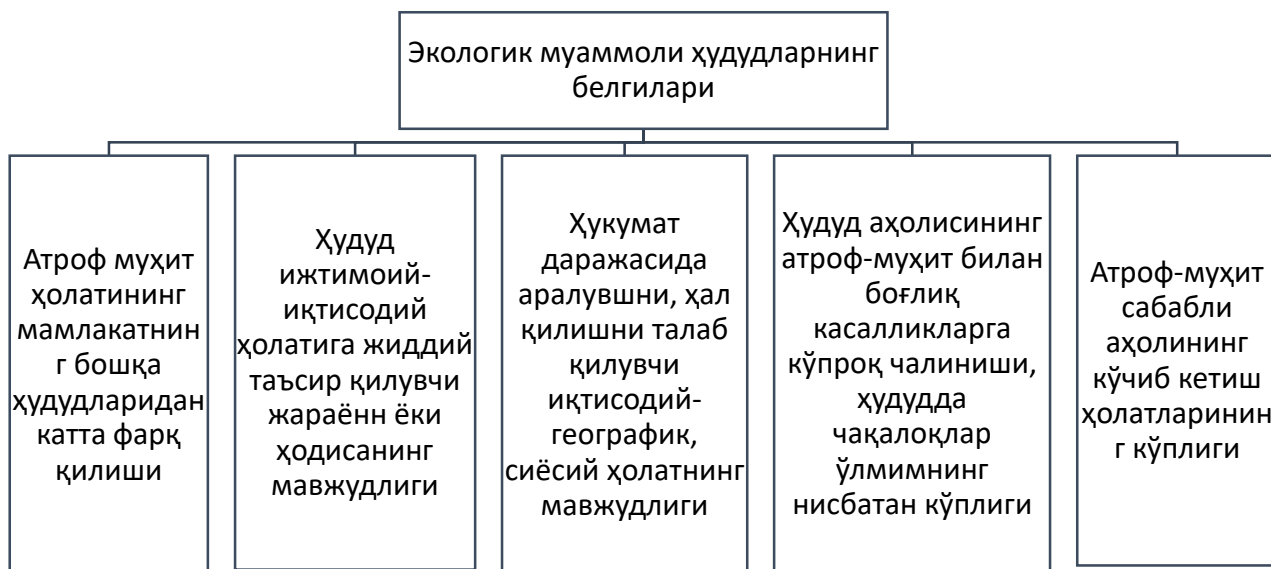 Экологик муаммоли ҳудудларнинг
белгилари
Атроф муҳит
ҳолатининг
мамлакатнин
г бошқа
ҳудудларидан
катта фарқ
қилиши
Ҳудуд
ижтимоий-
иқтисодий
ҳолатига жиддий
таъсир қилувчи
жараённ ёки
ҳодисанинг
мавжудлиги
Ҳукумат
даражасида
аралувшни, ҳал
қилишни талаб
қилувчи
иқтисодий-
географик,
сиёсий ҳолатнинг
мавжудлиги
Ҳудуд аҳолисининг
атроф-муҳит билан
боғлиқ
касалликларга
кўпроқ чалиниши,
ҳудудда
чақалоқлар
ўлмимнинг
нисбатан кўплиги
Атроф-муҳит
сабабли
аҳолининг
кўчиб кетиш
ҳолатларинин
г кўплиги